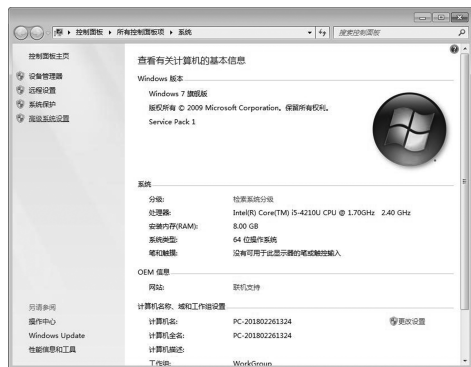 控制面板 ▸ 所有控制面板项 ▸ 系统
搜索控制面板
控制面板主页
设备管理器
远程设置
系统保护
高级系统设置
另请参阅
操作中心
Windows Update
性能信息和工具
查看有关计算机的基本信息
Windows 版本
Windows 7 旗舰版
版权所有 © 2009 Microsoft Corporation。保留所有权利。
Service Pack 1
系统
分级: 检索系统分级
处理器: Intel(R) Core(TM) i5-4210U CPU @ 1.70GHz 2.40 GHz
安装内存(RAM): 8.00 GB
系统类型: 64 位操作系统
笔和触摸: 没有可用于此显示器的笔或触控输入
OEM 信息
网站: 联机支持
计算机名称、域和工作组设置
计算机名: PC-201802261324 更改设置
计算机全名: PC-201802261324
计算机描述:
工作组: WorkGroup